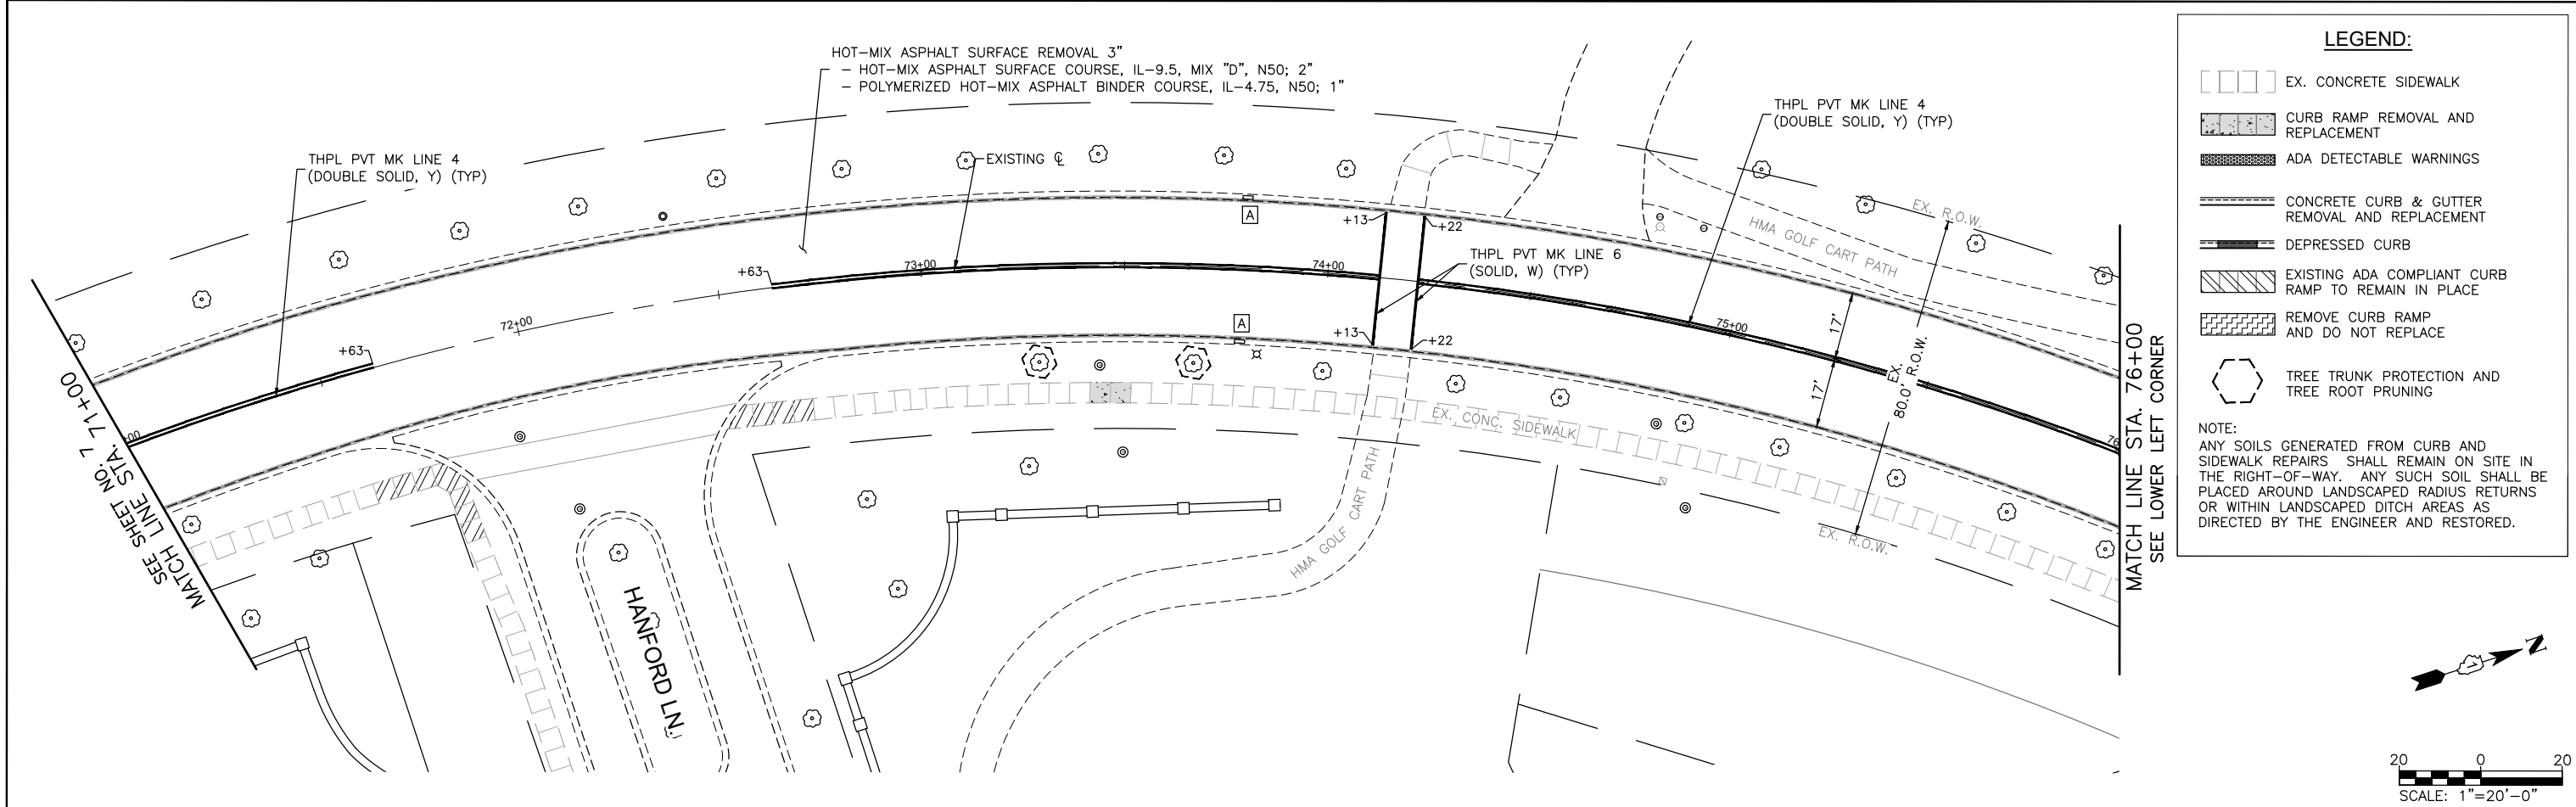 HOT-MIX ASPHALT SURFACE REMOVAL 3"
- HOT-MIX ASPHALT SURFACE COURSE, IL-9.5, MIX "D", N50; 2"
- POLYMERIZED HOT-MIX ASPHALT BINDER COURSE, IL-4.75, N50; 1"
THPL PVT MK LINE 4
(DOUBLE SOLID, Y) (TYP)
EXISTING ℄
THPL PVT MK LINE 4
(DOUBLE SOLID, Y) (TYP)
A
+13
+22
THPL PVT MK LINE 6
(SOLID, W) (TYP)
EX. R.O.W.
HMA GOLF CART PATH
+63
73+00
74+00
72+00
75+00
+63
A
+13
+22
17'
17'
EX.
80.0' R.O.W.
00
76
EX. CONC. SIDEWALK
EX. R.O.W.
HMA GOLF CART PATH
HANFORD LN.
SEE SHEET NO. 7
MATCH LINE STA. 71+00
MATCH LINE STA. 76+00
SEE LOWER LEFT CORNER
LEGEND:
EX. CONCRETE SIDEWALK
CURB RAMP REMOVAL AND
REPLACEMENT
ADA DETECTABLE WARNINGS
CONCRETE CURB & GUTTER
REMOVAL AND REPLACEMENT
DEPRESSED CURB
EXISTING ADA COMPLIANT CURB
RAMP TO REMAIN IN PLACE
REMOVE CURB RAMP
AND DO NOT REPLACE
TREE TRUNK PROTECTION AND
TREE ROOT PRUNING
NOTE:
ANY SOILS GENERATED FROM CURB AND
SIDEWALK REPAIRS SHALL REMAIN ON SITE IN
THE RIGHT-OF-WAY. ANY SUCH SOIL SHALL BE
PLACED AROUND LANDSCAPED RADIUS RETURNS
OR WITHIN LANDSCAPED DITCH AREAS AS
DIRECTED BY THE ENGINEER AND RESTORED.
N
20 0 20
SCALE: 1"=20'-0"